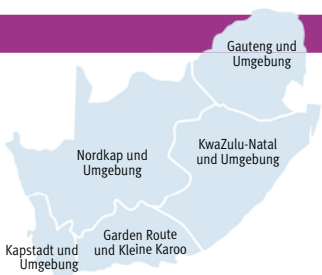 Gauteng und
Umgebung
KwaZulu-Natal
und Umgebung
Nordkap und
Umgebung
Garden Route
und Kleine Karoo
Kapstadt und
Umgebung